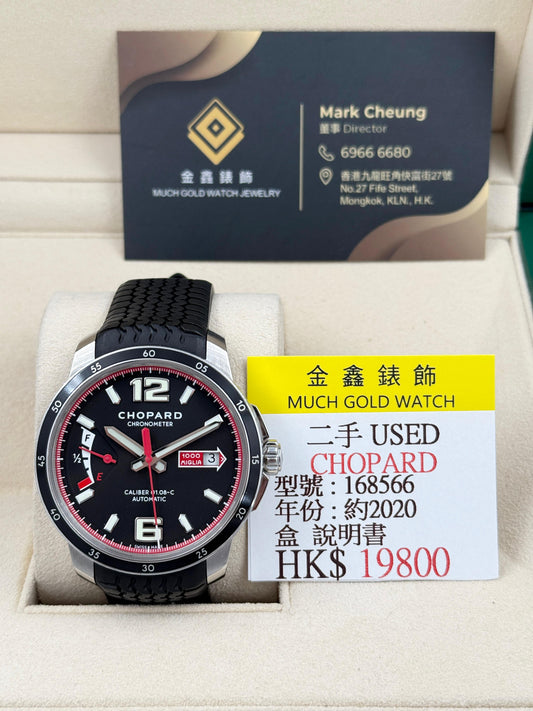 金鑫錶飾
MUCH GOLD WATCH JEWELRY
Mark Cheung
董事 Director
6966 6680
香港九龍旺角快富街27號
No.27 Fife Street,
Mongkok, KLN., H.K.
60
05
10
15
20
25
30
35
40
45
50
55
12
CHOPARD
CHRONOMETER
F
½
E
1000
MIGLIA
3
CALIBER 01.08-C
AUTOMATIC
6
SWISS MADE
金鑫錶飾
MUCH GOLD WATCH
二手 USED
CHOPARD
型號 : 168566
年份 : 約2020
盒 說明書
HK$ 19800